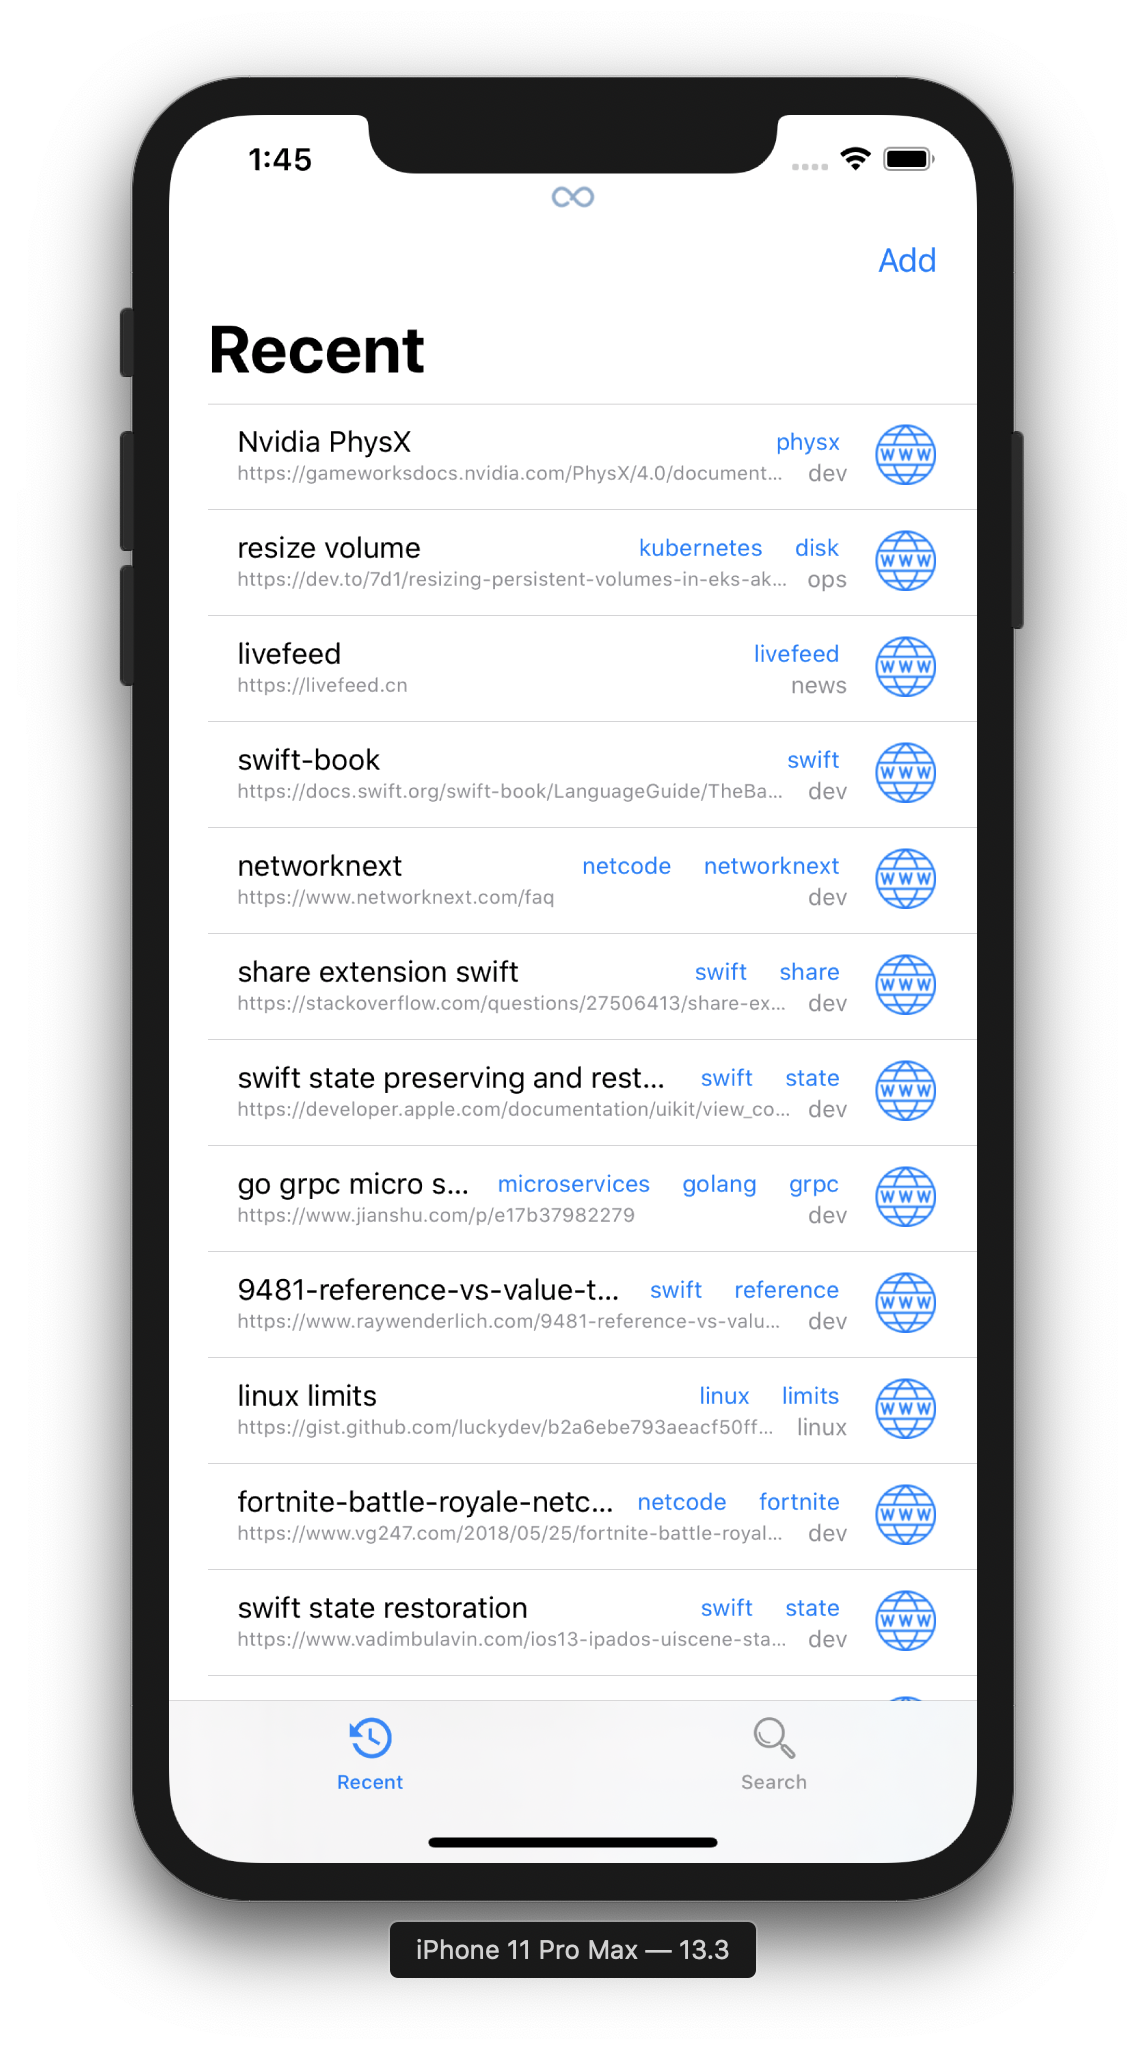 1:45
Add
Recent
Nvidia PhysX physx
https://gameworksdocs.nvidia.com/PhysX/4.0/document... dev
WWW
resize volume kubernetes disk
https://dev.to/7d1/resizing-persistent-volumes-in-eks-ak... ops
WWW
livefeed livefeed
https://livefeed.cn news
WWW
swift-book swift
https://docs.swift.org/swift-book/LanguageGuide/TheBa... dev
WWW
networknext netcode networknext
https://www.networknext.com/faq dev
WWW
share extension swift swift share
https://stackoverflow.com/questions/27506413/share-ex... dev
WWW
swift state preserving and rest... swift state
https://developer.apple.com/documentation/uikit/view_co... dev
WWW
go grpc micro s... microservices golang grpc
https://www.jianshu.com/p/e17b37982279 dev
WWW
9481-reference-vs-value-t... swift reference
https://www.raywenderlich.com/9481-reference-vs-valu... dev
WWW
linux limits linux limits
https://gist.github.com/luckydev/b2a6ebe793aeacf50ff... linux
WWW
fortnite-battle-royale-netc... netcode fortnite
https://www.vg247.com/2018/05/25/fortnite-battle-royal... dev
WWW
swift state restoration swift state
https://www.vadimbulavin.com/ios13-ipados-uiscene-sta... dev
WWW
Recent Search
iPhone 11 Pro Max — 13.3